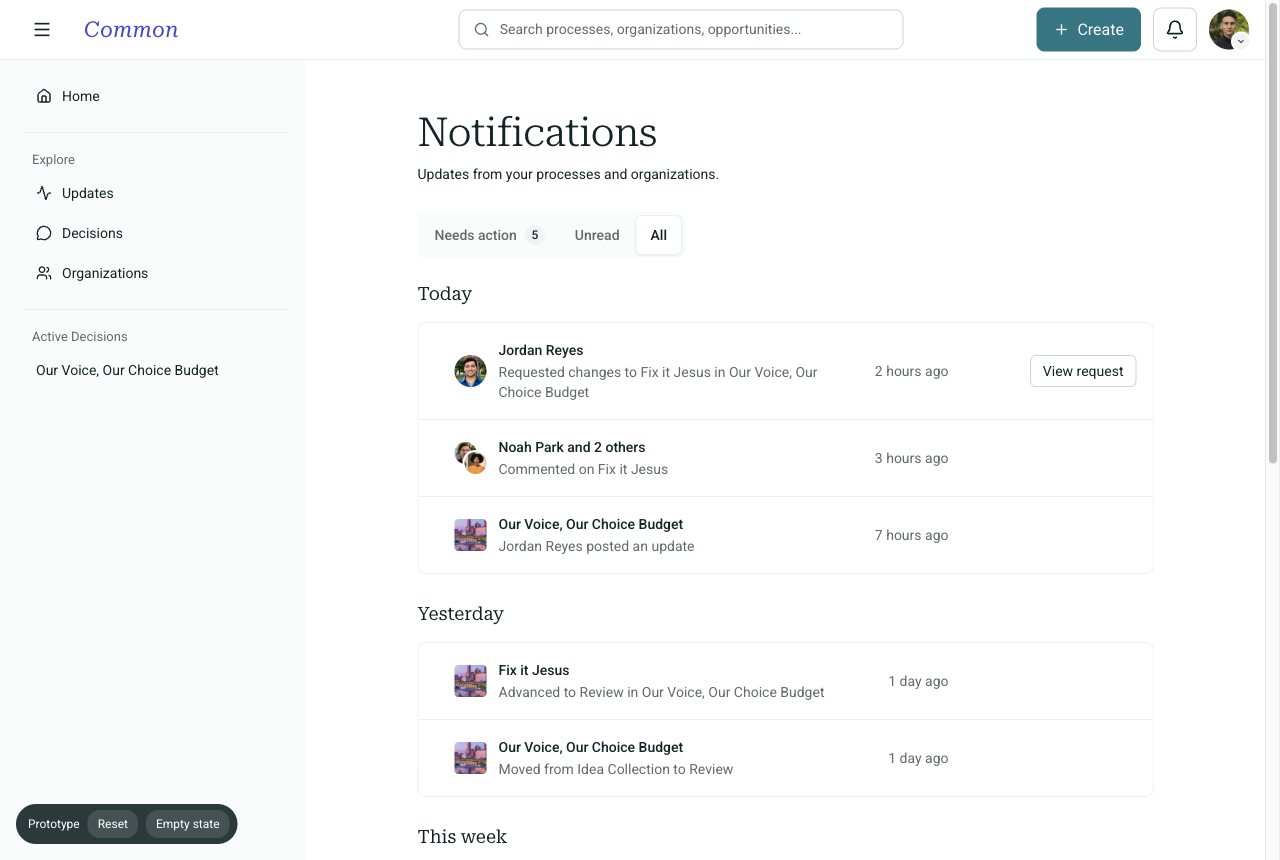 Common
Search processes, organizations, opportunities...
Create
Home
Explore
Updates
Decisions
Organizations
Active Decisions
Our Voice, Our Choice Budget
Notifications
Updates from your processes and organizations.
Needs action 5 Unread All
Today
Jordan Reyes
Requested changes to Fix it Jesus in Our Voice, Our
Choice Budget
2 hours ago
View request
Noah Park and 2 others
Commented on Fix it Jesus
3 hours ago
Our Voice, Our Choice Budget
Jordan Reyes posted an update
7 hours ago
Yesterday
Fix it Jesus
Advanced to Review in Our Voice, Our Choice Budget
1 day ago
Our Voice, Our Choice Budget
Moved from Idea Collection to Review
1 day ago
This week
Prototype Reset Empty state